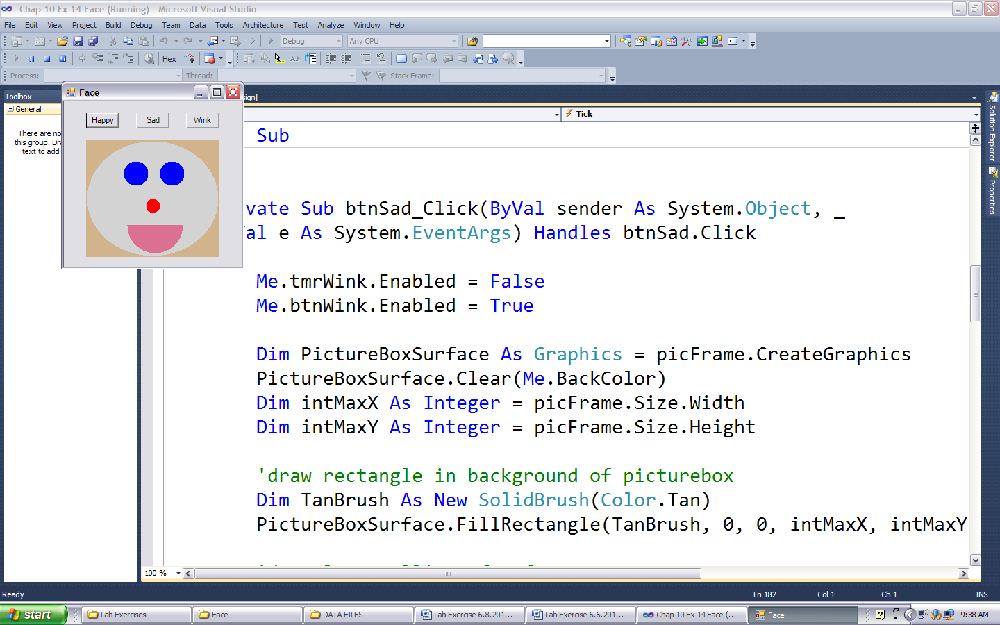 Chap 10 Ex 14 Face (Running) - Microsoft Visual Studio
File Edit View Project Build Debug Team Data Tools Architecture Test Analyze Window Help
Debug Any CPU
Hex
Process: Thread: Stack Frame:
Face
Happy Sad Wink
Toolbox
General
There are no
this group. Dra
text to add
sign]
Tick
Sub
vate Sub btnSad_Click(ByVal sender As System.Object, _
Val e As System.EventArgs) Handles btnSad.Click
Me.tmrWink.Enabled = False
Me.btnWink.Enabled = True
Dim PictureBoxSurface As Graphics = picFrame.CreateGraphics
PictureBoxSurface.Clear(Me.BackColor)
Dim intMaxX As Integer = picFrame.Size.Width
Dim intMaxY As Integer = picFrame.Size.Height
'draw rectangle in background of picturebox
Dim TanBrush As New SolidBrush(Color.Tan)
PictureBoxSurface.FillRectangle(TanBrush, 0, 0, intMaxX, intMaxY
100 %
Solution Explorer
Properties
Ready Ln 182 Col 1 Ch 1 INS
start Lab Exercises Face DATA FILES Lab Exercise 6.8.201... Lab Exercise 6.6.201... Chap 10 Ex 14 Face (... Face 9:38 AM